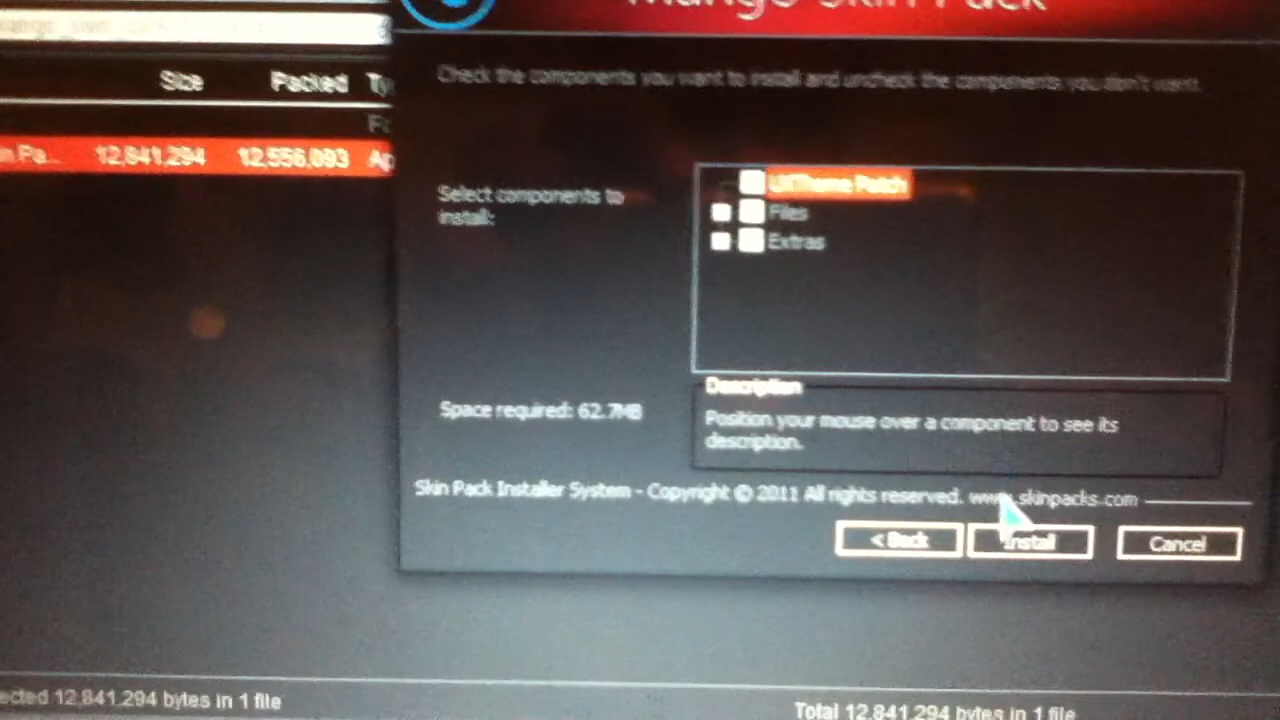 Mango Skin Pack
Size Packed
Check the components you want to install and uncheck the components you don't want.
12,841,294 12,556,093
Select components to
install:
UXTheme Patch
Files
Extras
Space required: 62.7MB
Description
Position your mouse over a component to see its
description.
Skin Pack Installer System - Copyright © 2011 All rights reserved. www.skinpacks.com
< Back Install Cancel
12,841,294 bytes in 1 file
Total 12,841,294 bytes in 1 file